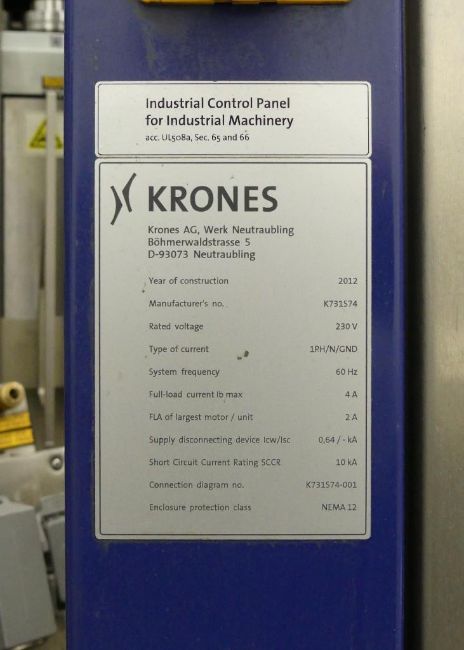 Industrial Control Panel
for Industrial Machinery
acc. UL508a, Sec. 65 and 66
KRONES
Krones AG, Werk Neutraubling
Böhmerwaldstrasse 5
D-93073 Neutraubling
Year of construction 2012
Manufacturer's no. K731574
Rated voltage 230 V
Type of current 1PH/N/GND
System frequency 60 Hz
Full-load current Ib max 4 A
FLA of largest motor / unit 2 A
Supply disconnecting device Icw/Isc 0,64 / - kA
Short Circuit Current Rating SCCR 10 kA
Connection diagram no. K731574-001
Enclosure protection class NEMA 12